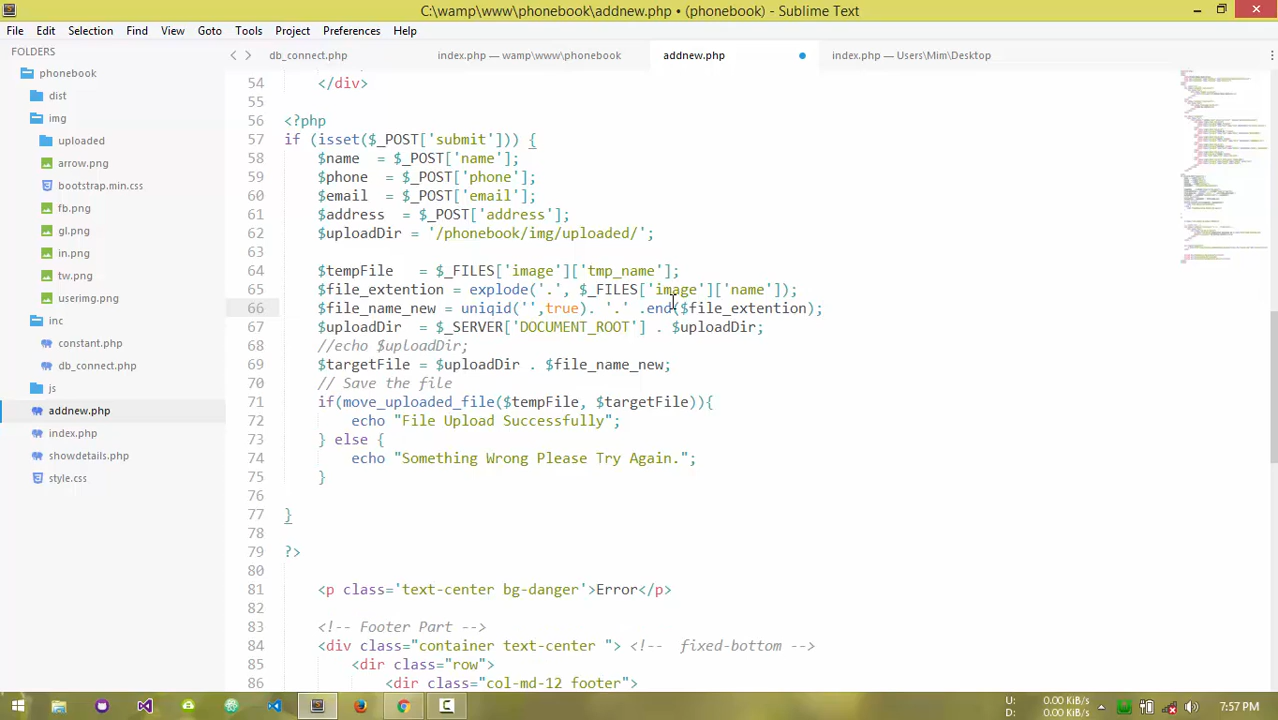 C:\wamp\www\phonebook\addnew.php • (phonebook) - Sublime Text
File Edit Selection Find View Goto Tools Project Preferences Help
FOLDERS
phonebook
dist
img
uploaded
arrow.png
bootstrap.min.css
fb.png
gl.png
in.png
tw.png
userimg.png
inc
constant.php
db_connect.php
js
addnew.php
index.php
showdetails.php
style.css
db_connect.php index.php — wamp\www\phonebook addnew.php index.php — Users\Mim\Desktop
54 </div>
55
56 <?php
57 if (isset($_POST['submit'])) {
58 $name = $_POST['name'];
59 $phone = $_POST['phone'];
60 $email = $_POST['email'];
61 $address = $_POST['address'];
62 $uploadDir = '/phonebook/img/uploaded/';
63
64 $tempFile = $_FILES['image']['tmp_name'];
65 $file_extention = explode('.', $_FILES['image']['name']);
66 $file_name_new = uniqid('',true). '.' .end($file_extention);
67 $uploadDir = $_SERVER['DOCUMENT_ROOT'] . $uploadDir;
68 //echo $uploadDir;
69 $targetFile = $uploadDir . $file_name_new;
70 // Save the file
71 if(move_uploaded_file($tempFile, $targetFile)){
72 echo "File Upload Successfully";
73 } else {
74 echo "Something Wrong Please Try Again.";
75 }
76
77 }
78
79 ?>
80
81 <p class='text-center bg-danger'>Error</p>
82
83 <!-- Footer Part -->
84 <div class="container text-center "> <!-- fixed-bottom -->
85 <dir class="row">
86 <dir class="col-md-12 footer">
U: 0.00 KiB/s
D: 0.00 KiB/s
7:57 PM